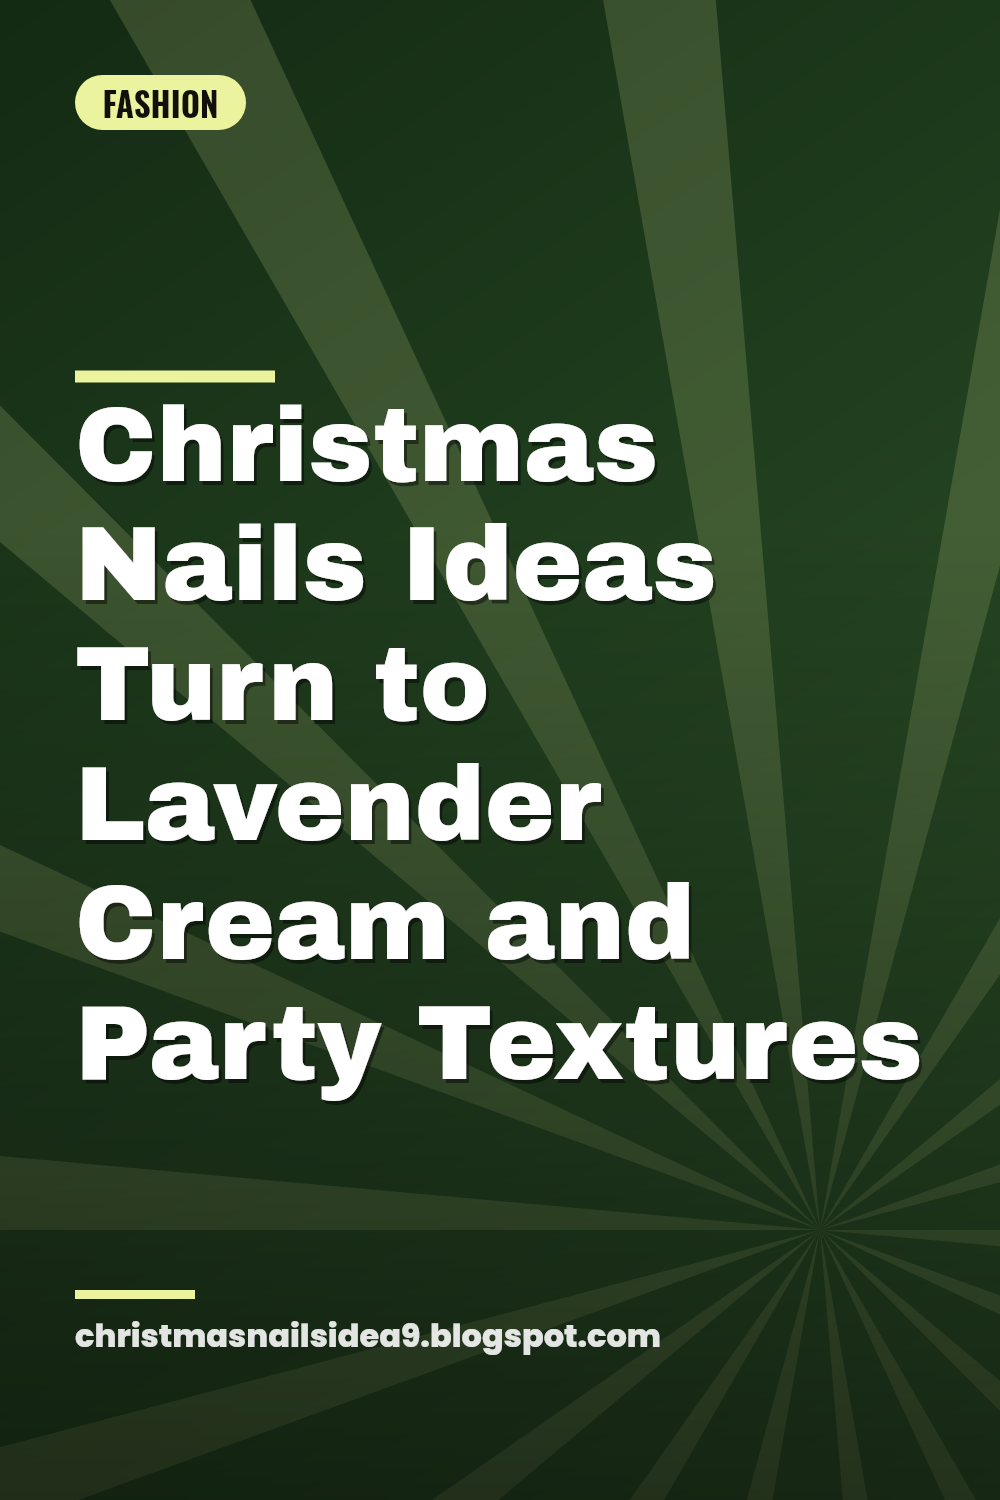 FASHION
Christmas
Nails Ideas
Turn to
Lavender
Cream and
Party Textures
christmasnailsidea9.blogspot.com